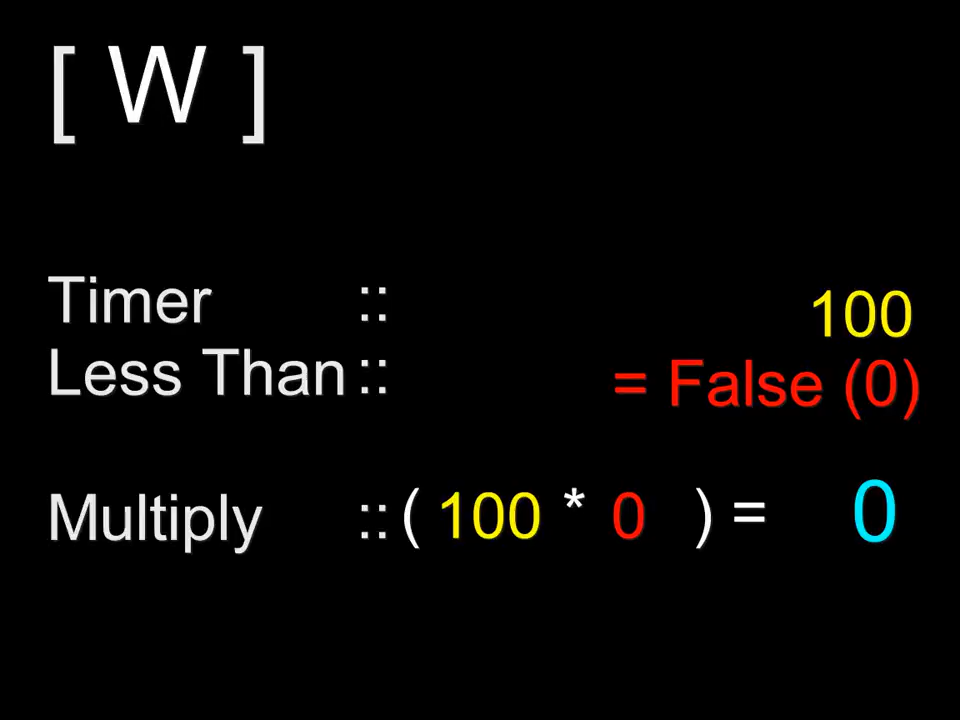 [ W ]
Timer :: 100
Less Than :: = False (0)
Multiply :: ( 100 * 0 ) = 0